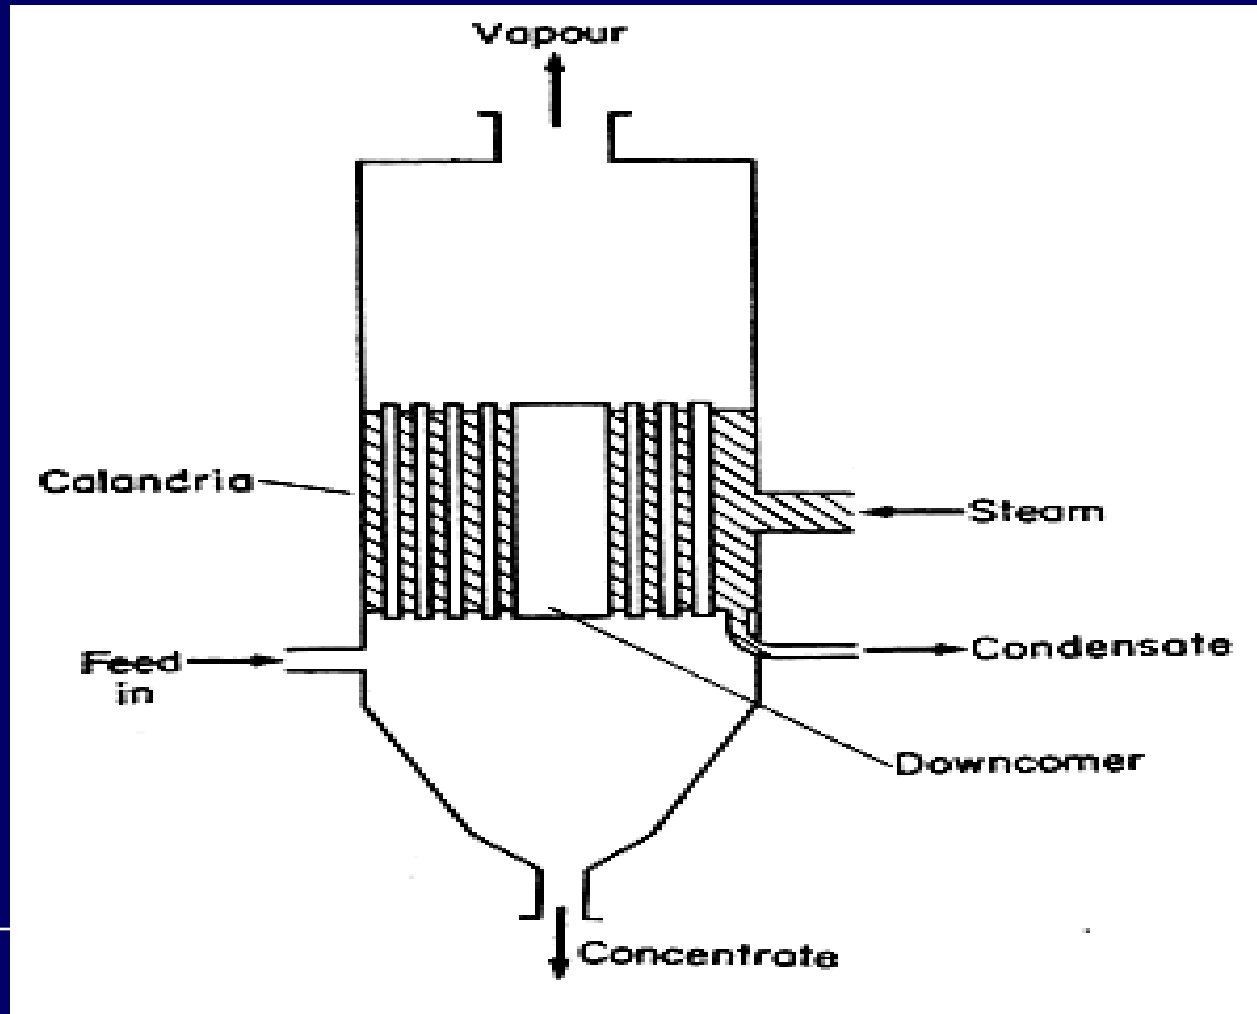 Vapour
Calandria
Steam
Feed
in
Condensate
Downcomer
Concentrate